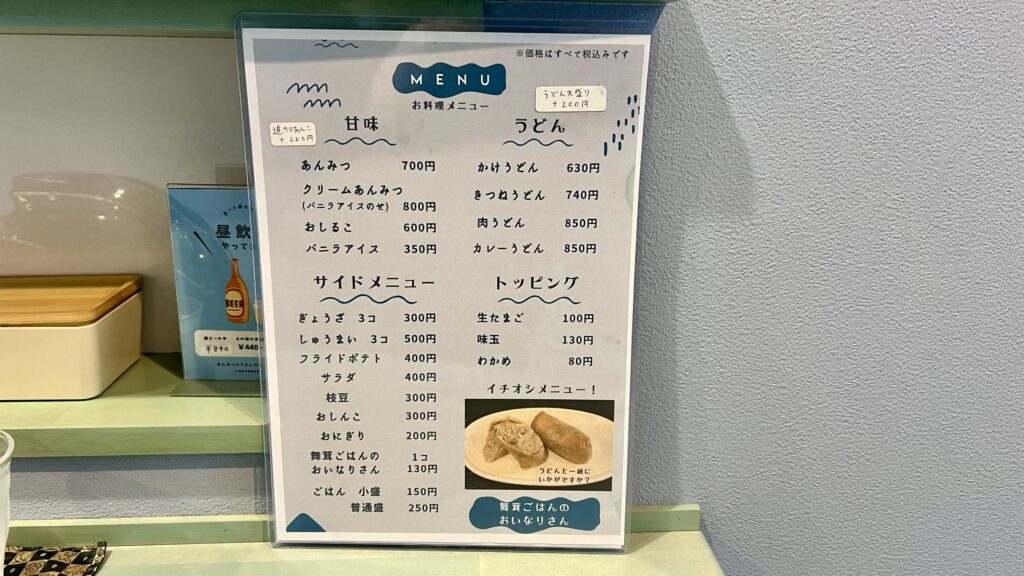 ※価格はすべて税込みです
MENU
お料理メニュー
追加あんこ
+200円
甘味
あんみつ 700円
クリームあんみつ
(バニラアイスのせ) 800円
おしるこ 600円
バニラアイス 350円
うどん大盛り
+200円
うどん
かけうどん 630円
きつねうどん 740円
肉うどん 850円
カレーうどん 850円
サイドメニュー
ぎょうざ 3コ 300円
しゅうまい 3コ 500円
フライドポテト 400円
サラダ 400円
枝豆 300円
おしんこ 300円
おにぎり 200円
舞茸ごはんの 1コ
おいなりさん 130円
ごはん 小盛 150円
普通盛 250円
トッピング
生たまご 100円
味玉 130円
わかめ 80円
イチオシメニュー!
うどんと一緒に
いかがですか?
舞茸ごはんの
おいなりさん
昼飲
やって
BEER
¥840
¥440